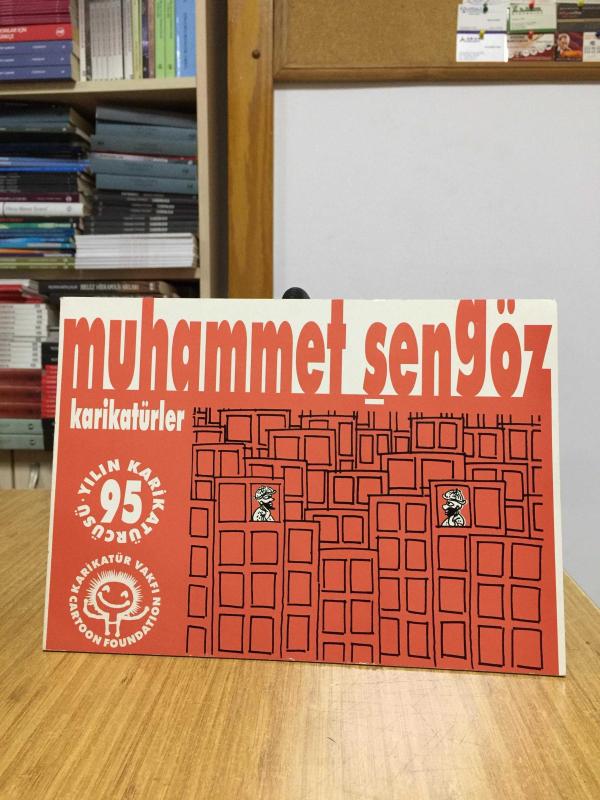 muhammet şengöz
karikatürler
YILIN KARİKATÜRCÜSÜ
95
KARİKATÜR VAKFI
CARTOON FOUNDATION